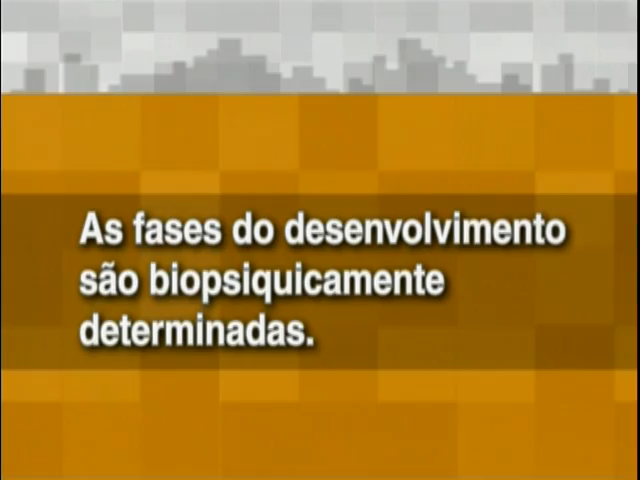 As fases do desenvolvimento
são biopsiquicamente
determinadas.